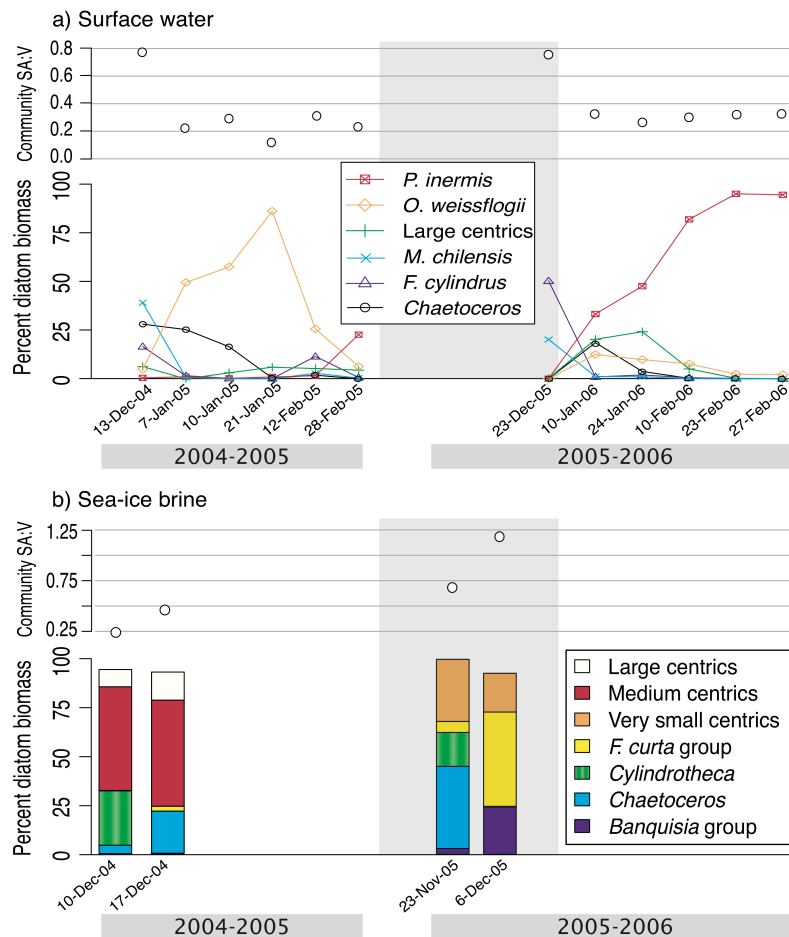 a) Surface water
Community SA:V
0.8
0.6
0.4
0.2
0.0
Percent diatom biomass
100
75
50
25
0
P. inermis
O. weissflogii
Large centrics
M. chilensis
F. cylindrus
Chaetoceros
13-Dec-04
7-Jan-05
10-Jan-05
21-Jan-05
12-Feb-05
28-Feb-05
23-Dec-05
10-Jan-06
24-Jan-06
10-Feb-06
23-Feb-06
27-Feb-06
2004-2005
2005-2006
b) Sea-ice brine
Community SA:V
1.25
0.75
0.25
Percent diatom biomass
100
75
50
25
0
Large centrics
Medium centrics
Very small centrics
F. curta group
Cylindrotheca
Chaetoceros
Banquisia group
10-Dec-04
17-Dec-04
23-Nov-05
6-Dec-05
2004-2005
2005-2006